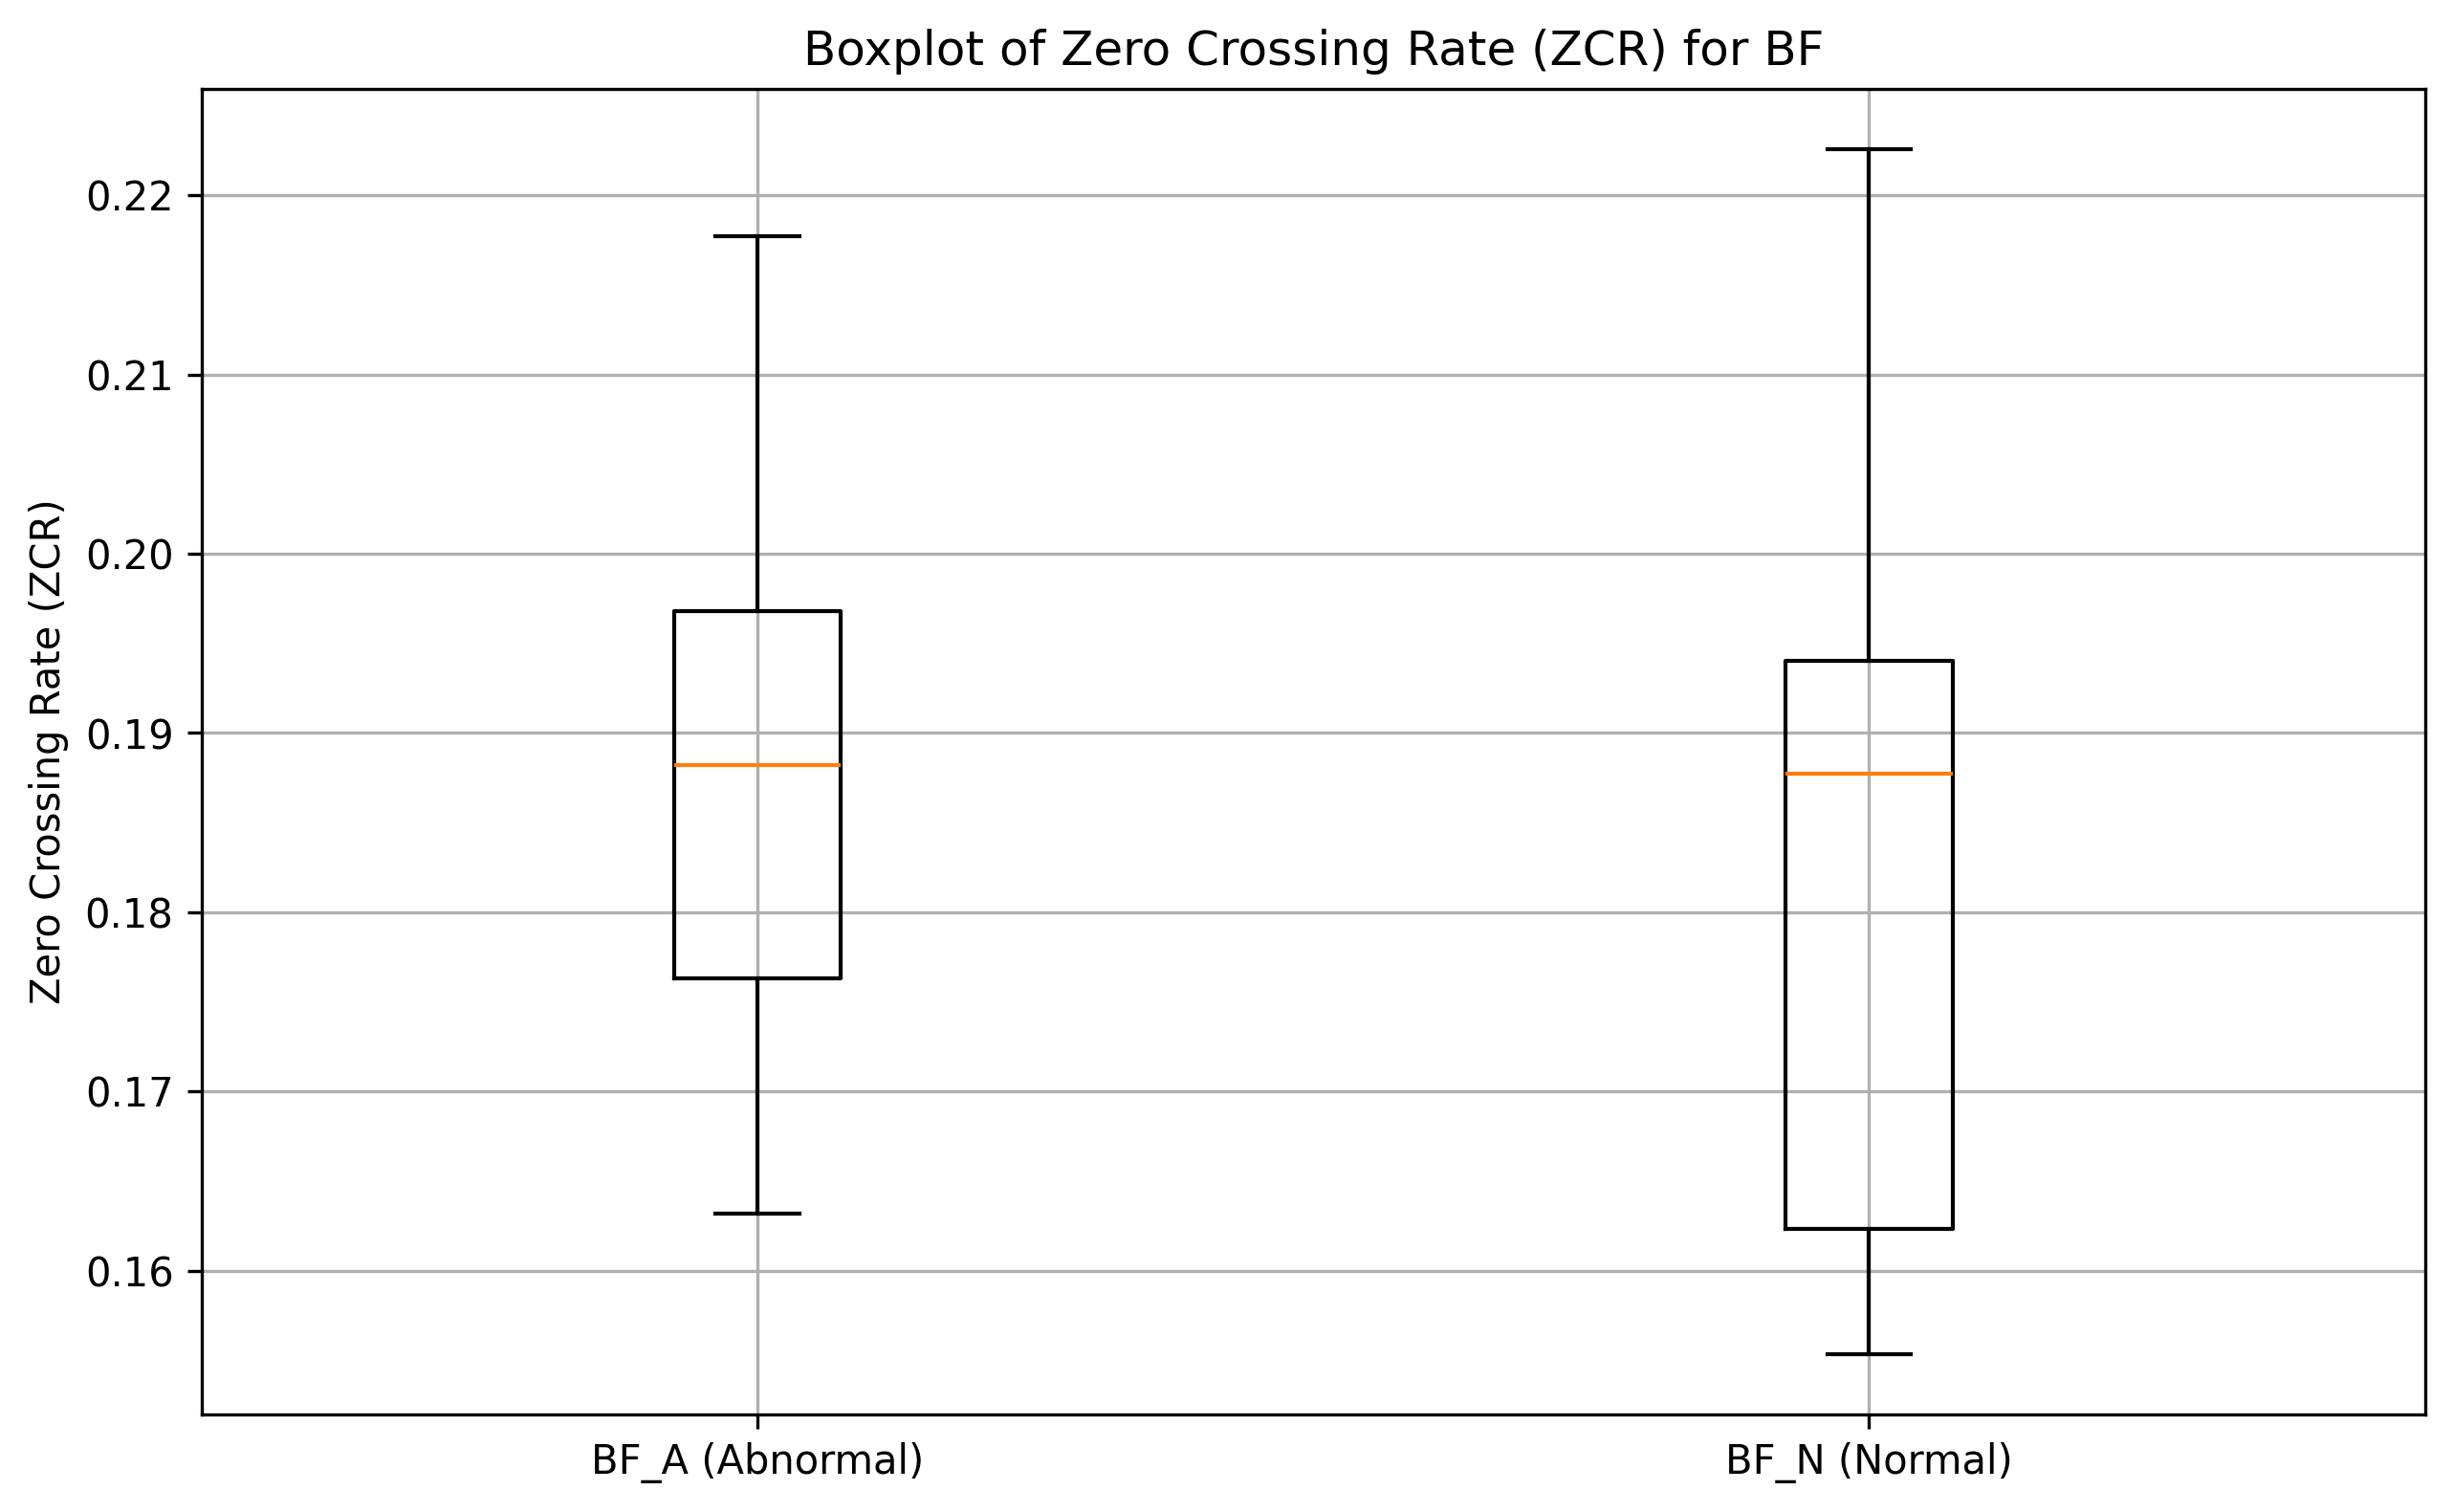 Boxplot of Zero Crossing Rate (ZCR) for BF
Zero Crossing Rate (ZCR)
0.22
0.21
0.20
0.19
0.18
0.17
0.16
BF_A (Abnormal)
BF_N (Normal)